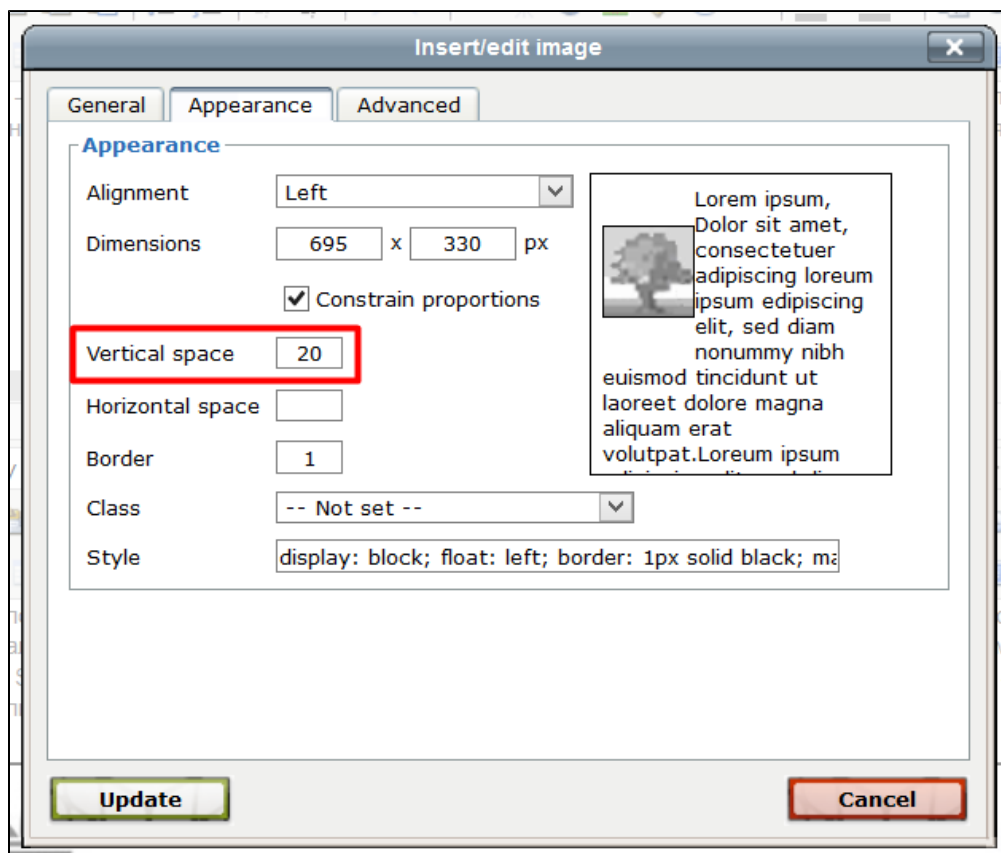 Insert/edit image
General Appearance Advanced
Appearance
Alignment Left
Dimensions 695 x 330 px
Constrain proportions
Vertical space 20
Horizontal space
Border 1
Class -- Not set --
Style display: block; float: left; border: 1px solid black; ma
Lorem ipsum,
Dolor sit amet,
consectetuer
adipiscing loreum
ipsum edipiscing
elit, sed diam
nonummy nibh
euismod tincidunt ut
laoreet dolore magna
aliquam erat
volutpat.Loreum ipsum
Update Cancel